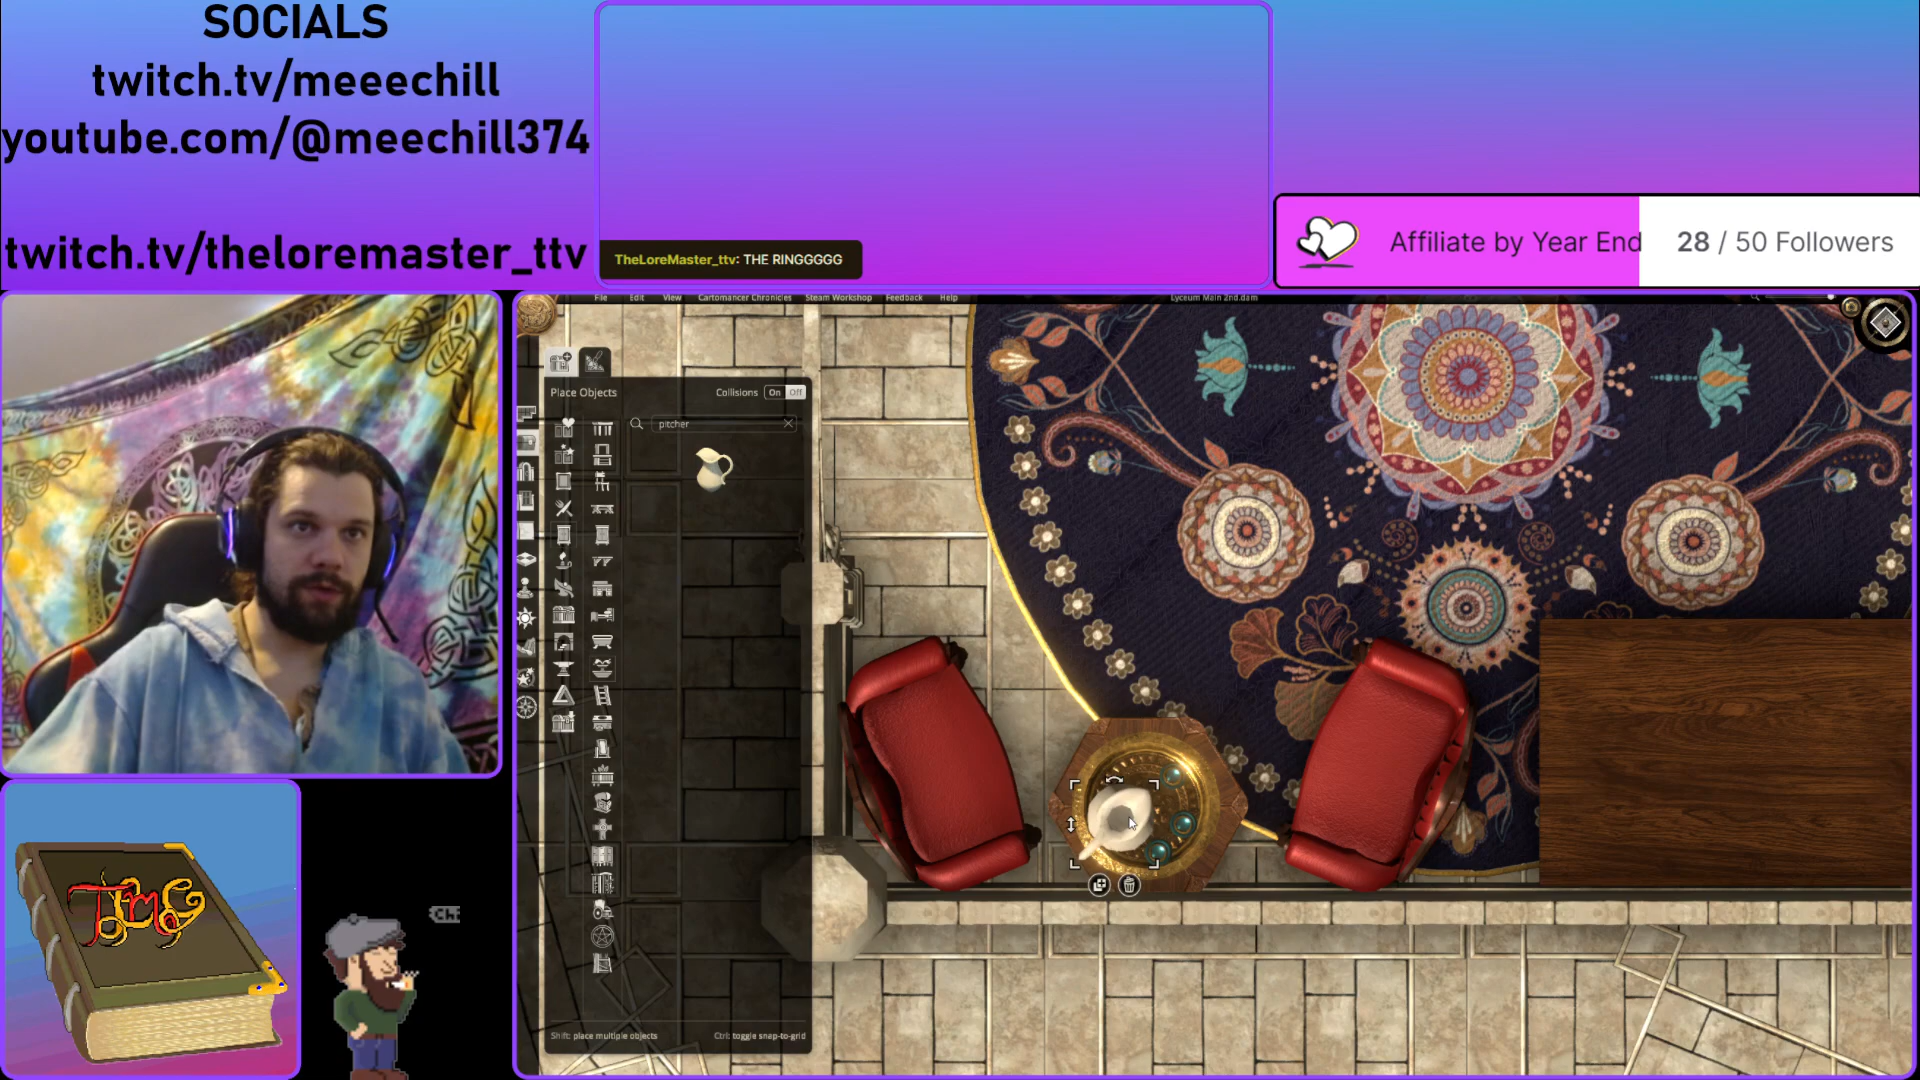 SOCIALS
twitch.tv/meeechill
youtube.com/@meechill374
twitch.tv/theloremaster_ttv
TheLoreMaster_ttv: THE RINGGGGG
Affiliate by Year End
28 / 50 Followers
File Edit View Cartomancer Chronicles Steam Workshop Feedback Help
Lyceum Main 2nd.dam
Place Objects
Collisions On Off
pitcher
Shift: place multiple objects
Ctrl: toggle snap-to-grid